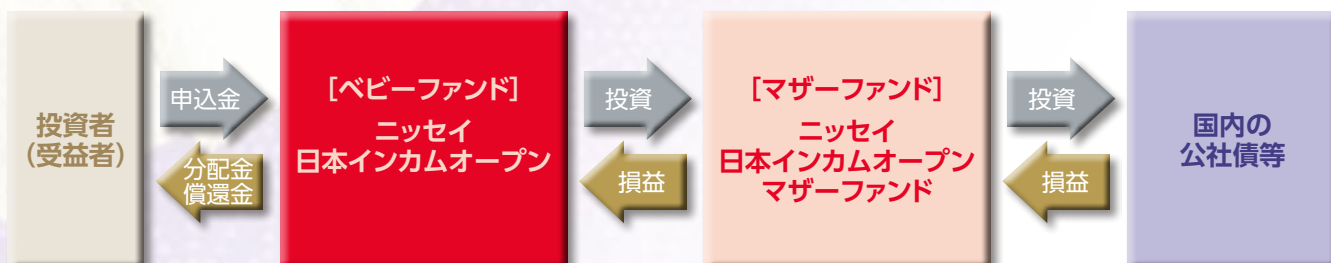 投資者
（受益者）
申込金
分配金
償還金
［ベビーファンド］
ニッセイ
日本インカムオープン
投資
損益
［マザーファンド］
ニッセイ
日本インカムオープン
マザーファンド
投資
損益
国内の
公社債等